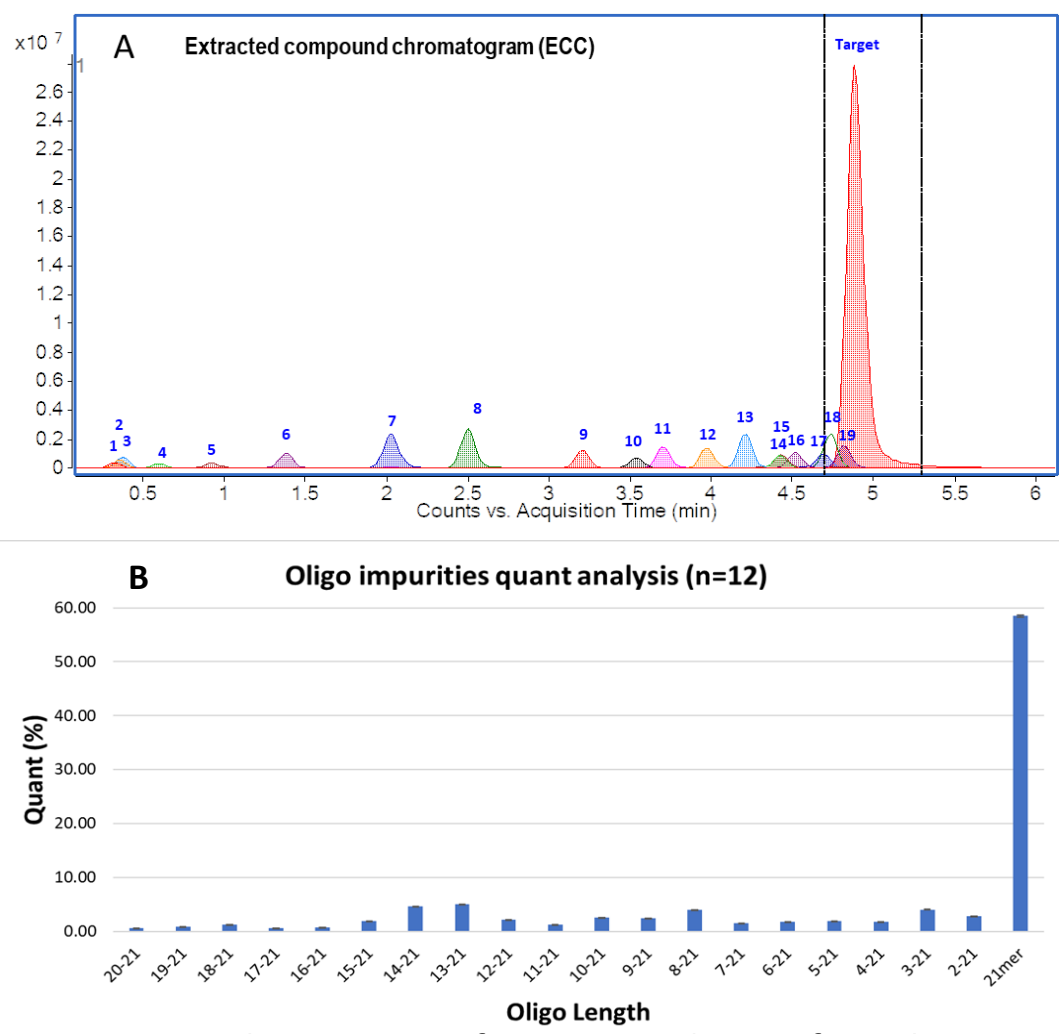 A Extracted compound chromatogram (ECC)
x10 7
1
2.6
2.4
2.2
2
1.8
1.6
1.4
1.2
1
0.8
0.6
0.4
0.2
0
Target
1 2 3 4 5 6 7 8 9 10 11 12 13 14 15 16 17 18 19
0.5 1 1.5 2 2.5 3 3.5 4 4.5 5 5.5 6
Counts vs. Acquisition Time (min)
B Oligo impurities quant analysis (n=12)
Quant (%)
60.00
50.00
40.00
30.00
20.00
10.00
0.00
20-21 19-21 18-21 17-21 16-21 15-21 14-21 13-21 12-21 11-21 10-21 9-21 8-21 7-21 6-21 5-21 4-21 3-21 2-21 21mer
Oligo Length